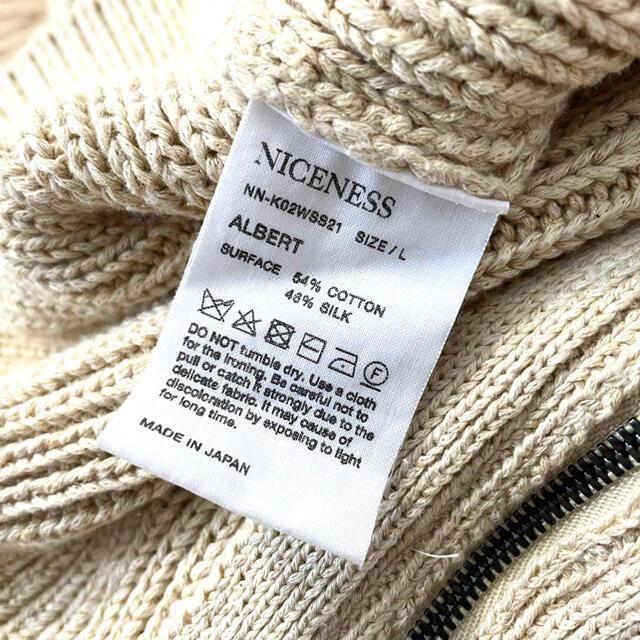 NICENESS
NN-K02WSS21 SIZE / L
ALBERT
SURFACE 54% COTTON
46% SILK
F
DO NOT tumble dry. Use a cloth
for the ironing. Be careful not to
pull or catch it strongly due to the
delicate fabric. It may cause of
discoloration by exposing to light
for long time.
MADE IN JAPAN